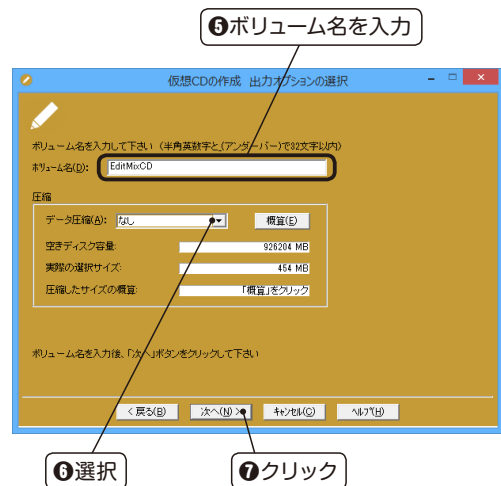 ❺ボリューム名を入力
仮想CDの作成 出力オプションの選択
ボリューム名を入力して下さい (半角英数字と_(アンダーバー)で32文字以内)
ボリューム名(D): EditMixCD
圧縮
データ圧縮(A): なし 概算(E)
空きディスク容量: 926204 MB
実際の選択サイズ: 454 MB
圧縮したサイズの概算: 「概算」をクリック
ボリューム名を入力後、「次へ」ボタンをクリックして下さい
< 戻る(B) 次へ(N) > キャンセル(C) ヘルプ(H)
❻選択 ❼クリック